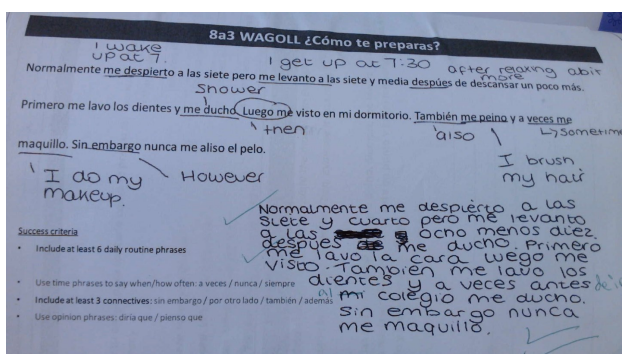 8a3 WAGOLL ¿Cómo te preparas?
I wake
up at 7.
I get up at 7:30 after relaxing a bit
more
Normalmente me despierto a las siete pero me levanto a las siete y media despúes de descansar un poco más.
Shower
Primero me lavo los dientes y me ducho. Luego me visto en mi dormitorio. También me peino y a veces me
then
also
↳ Sometime
maquillo. Sin embargo nunca me aliso el pelo.
I do my
makeup.
However
I brush
my hair
Normalmente me despierto a las
siete y cuarto pero me levanto
a las ocho menos diez.
despues me ducho. Primero
me lavo la cara luego me
visto. Tambien me lavo los
dientes y a veces antes de ir
al mi colegio me ducho.
Sin embargo nunca
me maquillo.
Success criteria
• Include at least 6 daily routine phrases
• Use time phrases to say when/how often: a veces / nunca / siempre
• Include at least 3 connectives: sin embargo / por otro lado / también / además
• Use opinion phrases: diría que / pienso que